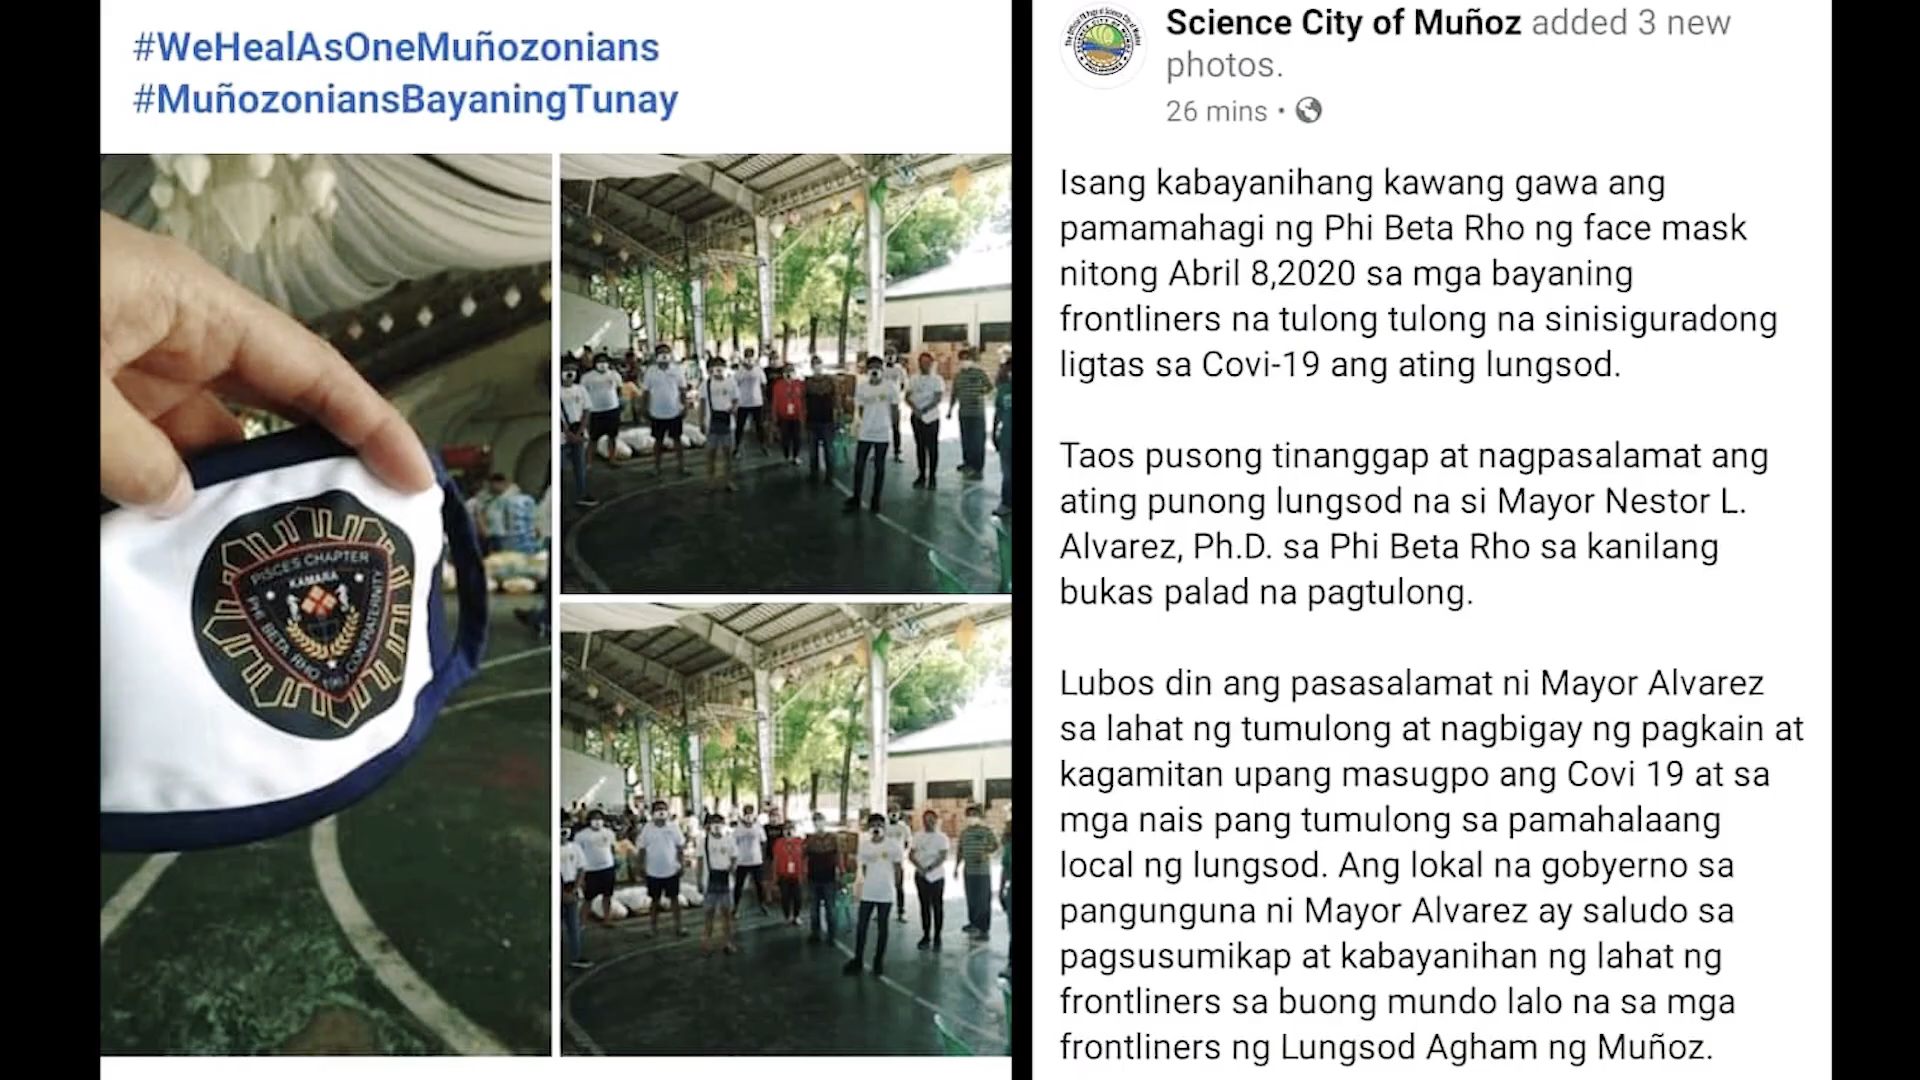 #WeHealAsOneMuñozonians
#MuñozoniansBayaningTunay
PISCES CHAPTER
KAMARA
PHI BETA RHO 1967 CONFRATERNITY
Science City of Muñoz added 3 new
photos.
26 mins •
Isang kabayanihang kawang gawa ang
pamamahagi ng Phi Beta Rho ng face mask
nitong Abril 8,2020 sa mga bayaning
frontliners na tulong tulong na sinisiguradong
ligtas sa Covi-19 ang ating lungsod.
Taos pusong tinanggap at nagpasalamat ang
ating punong lungsod na si Mayor Nestor L.
Alvarez, Ph.D. sa Phi Beta Rho sa kanilang
bukas palad na pagtulong.
Lubos din ang pasasalamat ni Mayor Alvarez
sa lahat ng tumulong at nagbigay ng pagkain at
kagamitan upang masugpo ang Covi 19 at sa
mga nais pang tumulong sa pamahalaang
local ng lungsod. Ang lokal na gobyerno sa
pangunguna ni Mayor Alvarez ay saludo sa
pagsusumikap at kabayanihan ng lahat ng
frontliners sa buong mundo lalo na sa mga
frontliners ng Lungsod Agham ng Muñoz.